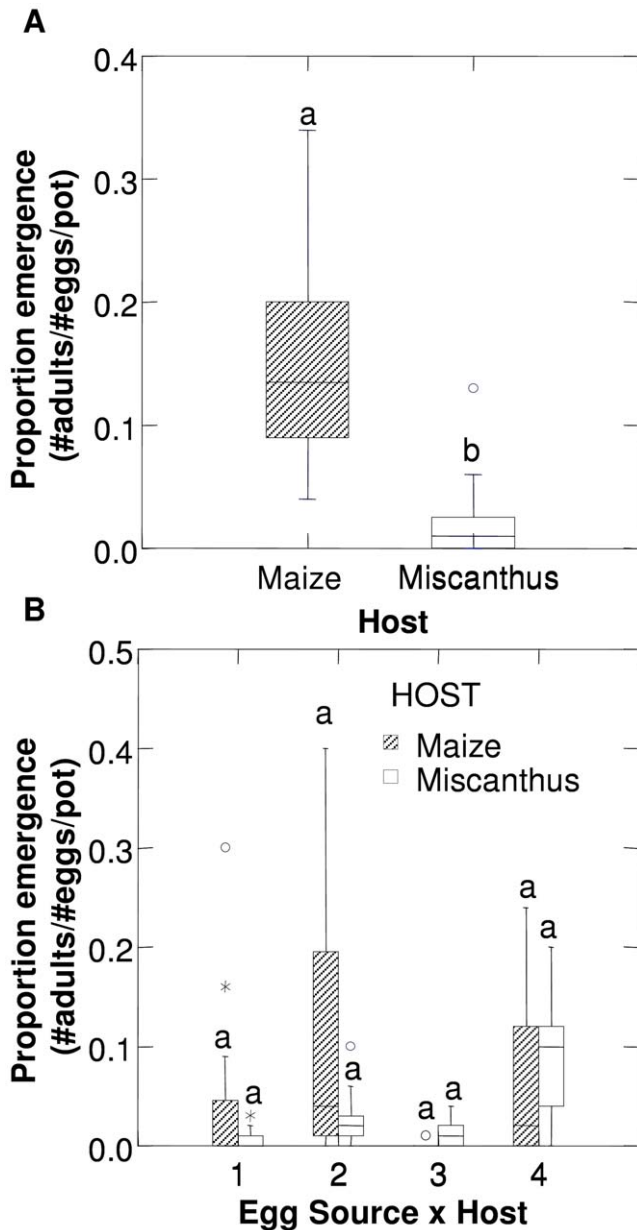 A
Proportion emergence
(#adults/#eggs/pot)
0.4
0.3
0.2
0.1
0.0
a
b
Maize
Miscanthus
Host
B
Proportion emergence
(#adults/#eggs/pot)
0.5
0.4
0.3
0.2
0.1
0.0
HOST
Maize
Miscanthus
a
a
a
a
a
a
a
a
1
2
3
4
Egg Source x Host